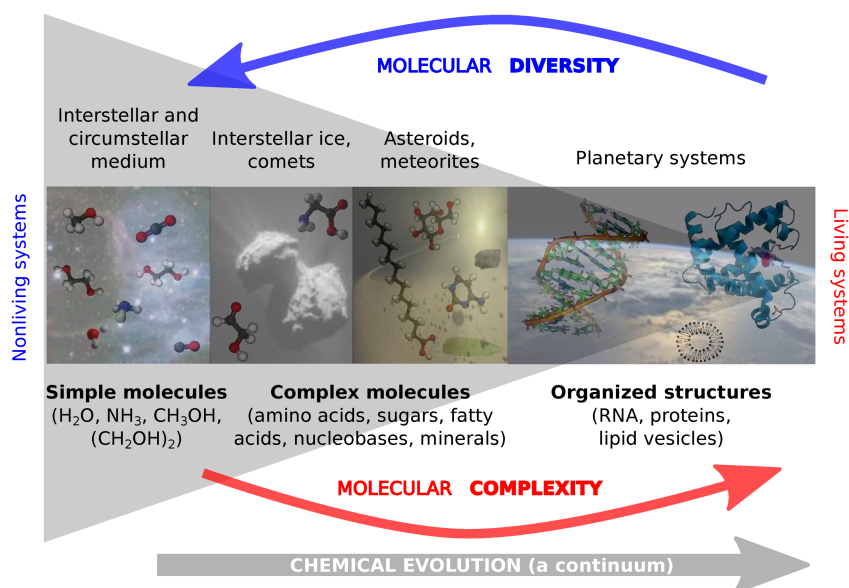 MOLECULAR DIVERSITY
Interstellar and
circumstellar
medium
Interstellar ice,
comets
Asteroids,
meteorites
Planetary systems
Nonliving systems
Living systems
Simple molecules
(H₂O, NH₃, CH₃OH,
(CH₂OH)₂)
Complex molecules
(amino acids, sugars, fatty
acids, nucleobases, minerals)
Organized structures
(RNA, proteins,
lipid vesicles)
MOLECULAR COMPLEXITY
CHEMICAL EVOLUTION (a continuum)